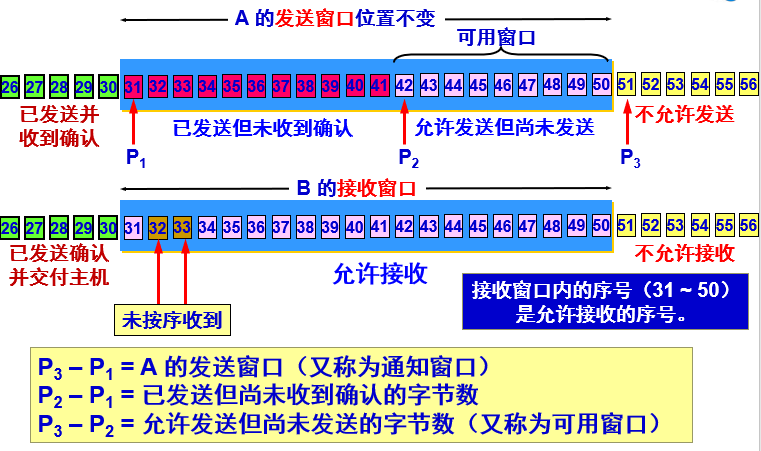 A 的发送窗口位置不变
可用窗口
26 27 28 29 30 31 32 33 34 35 36 37 38 39 40 41 42 43 44 45 46 47 48 49 50 51 52 53 54 55 56
已发送并
收到确认
已发送但未收到确认
允许发送但尚未发送
不允许发送
P1
P2
P3
B 的接收窗口
26 27 28 29 30 31 32 33 34 35 36 37 38 39 40 41 42 43 44 45 46 47 48 49 50 51 52 53 54 55 56
已发送确认
并交付主机
允许接收
不允许接收
未按序收到
接收窗口内的序号（31 ~ 50）
是允许接收的序号。
P3 – P1 = A 的发送窗口（又称为通知窗口）
P2 – P1 = 已发送但尚未收到确认的字节数
P3 – P2 = 允许发送但尚未发送的字节数（又称为可用窗口）